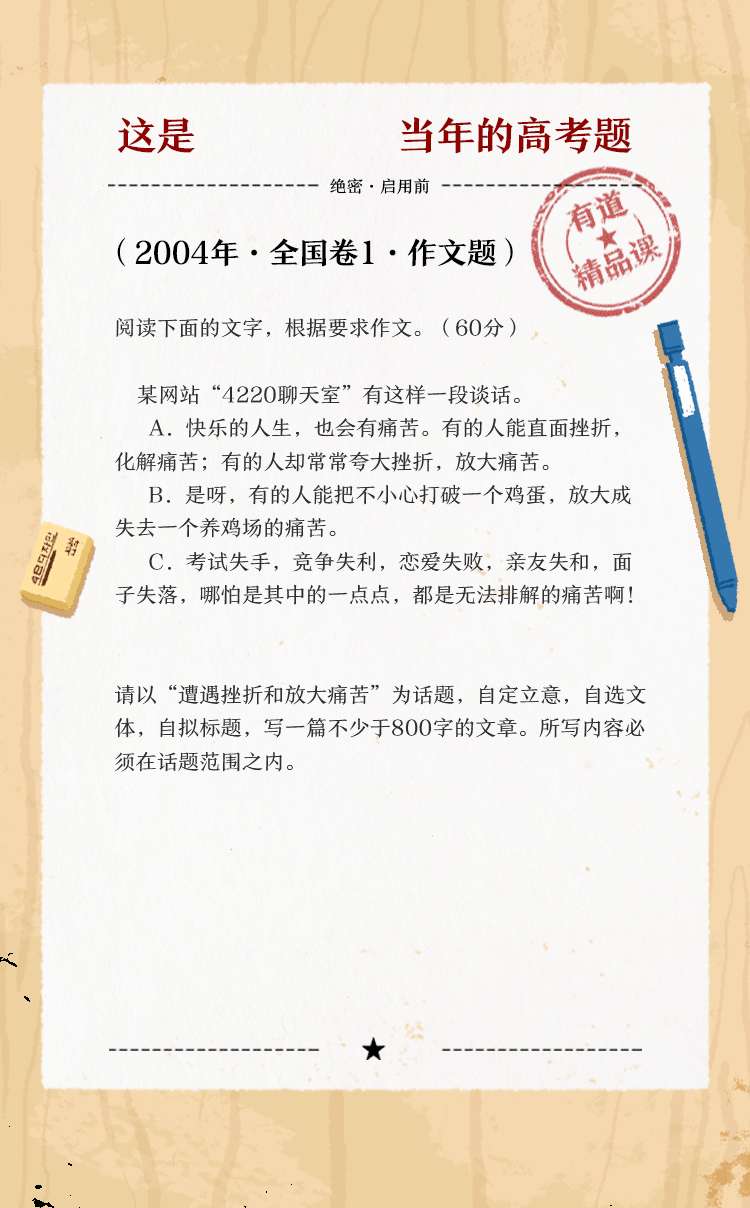 这是 当年的高考题
绝密·启用前
有道
精品课
（2004年·全国卷1·作文题）
阅读下面的文字，根据要求作文。（60分）
某网站“4220聊天室”有这样一段谈话。
A．快乐的人生，也会有痛苦。有的人能直面挫折，
化解痛苦；有的人却常常夸大挫折，放大痛苦。
B．是呀，有的人能把不小心打破一个鸡蛋，放大成
失去一个养鸡场的痛苦。
C．考试失手，竞争失利，恋爱失败，亲友失和，面
子失落，哪怕是其中的一点点，都是无法排解的痛苦啊！
请以“遭遇挫折和放大痛苦”为话题，自定立意，自选文
体，自拟标题，写一篇不少于800字的文章。所写内容必
须在话题范围之内。